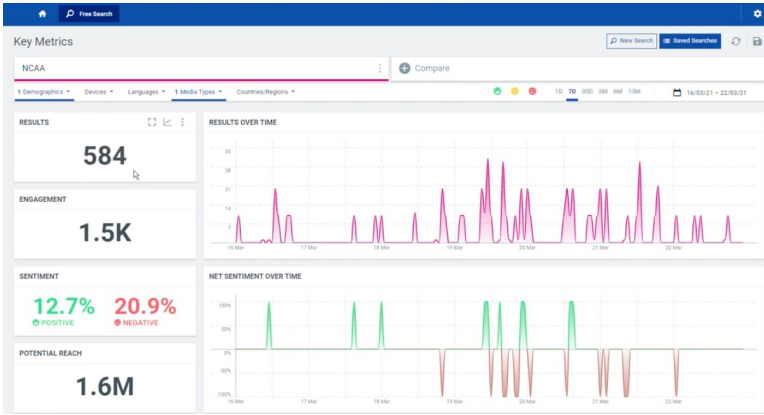 Free Search
Key Metrics
New Search
Saved Searches
NCAA
Compare
1 Demographics
Devices
Languages
1 Media Types
Countries/Regions
1D 7D 30D 3M 6M 13M
16/03/21 - 22/03/21
RESULTS
584
RESULTS OVER TIME
35
28
21
14
7
16 Mar 17 Mar 18 Mar 19 Mar 20 Mar 21 Mar 22 Mar
ENGAGEMENT
1.5K
SENTIMENT
12.7% 20.9%
POSITIVE NEGATIVE
NET SENTIMENT OVER TIME
100%
50%
0%
-50%
-100%
16 Mar 17 Mar 18 Mar 19 Mar 20 Mar 21 Mar 22 Mar
POTENTIAL REACH
1.6M